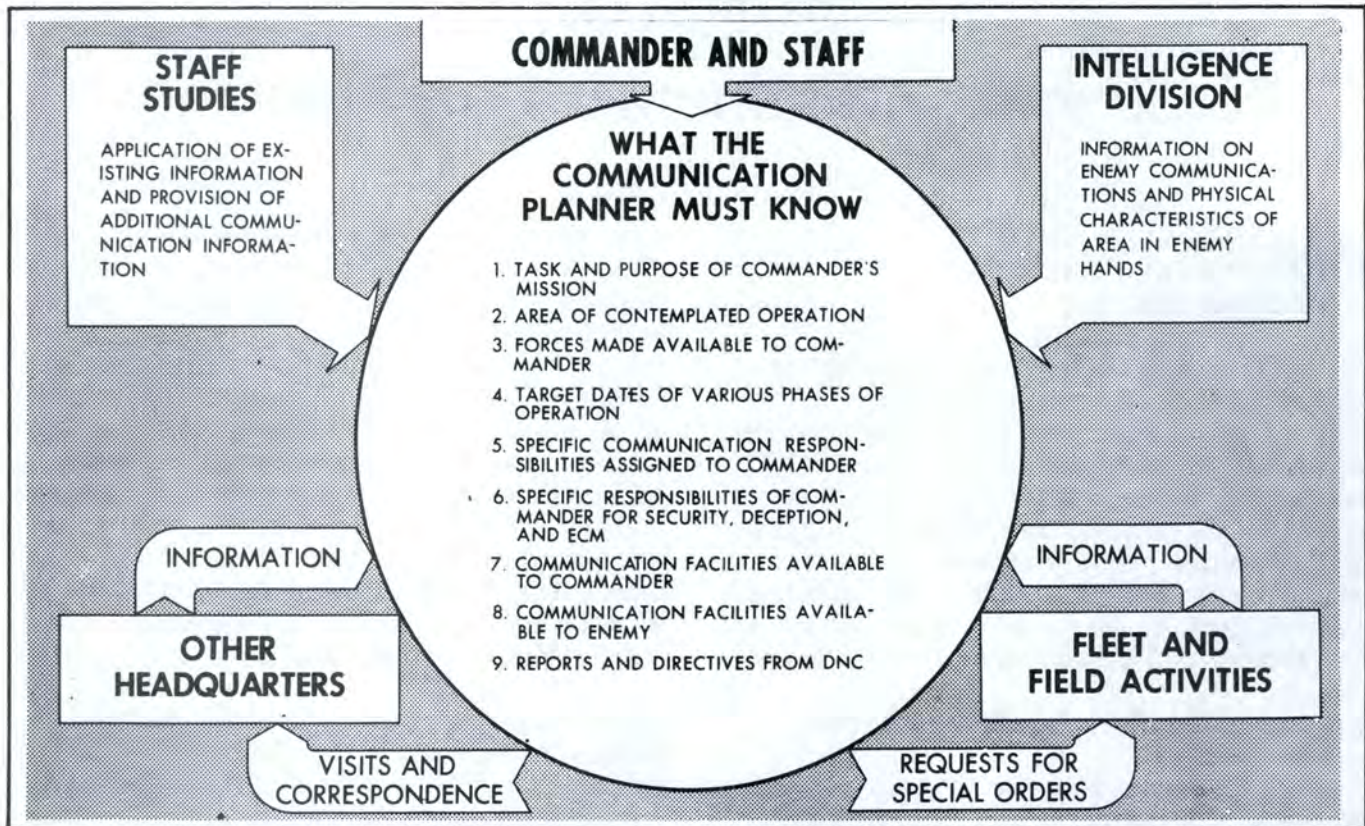 COMMANDER AND STAFF
STAFF
STUDIES
APPLICATION OF EX-
ISTING INFORMATION
AND PROVISION OF
ADDITIONAL COMMU-
NICATION INFORMA-
TION
INTELLIGENCE
DIVISION
INFORMATION ON
ENEMY COMMUNICA-
TIONS AND PHYSICAL
CHARACTERISTICS OF
AREA IN ENEMY
HANDS
WHAT THE
COMMUNICATION
PLANNER MUST KNOW
1. TASK AND PURPOSE OF COMMANDER'S
MISSION
2. AREA OF CONTEMPLATED OPERATION
3. FORCES MADE AVAILABLE TO COM-
MANDER
4. TARGET DATES OF VARIOUS PHASES OF
OPERATION
5. SPECIFIC COMMUNICATION RESPON-
SIBILITIES ASSIGNED TO COMMANDER
6. SPECIFIC RESPONSIBILITIES OF COM-
MANDER FOR SECURITY, DECEPTION,
AND ECM
7. COMMUNICATION FACILITIES AVAILABLE
TO COMMANDER
8. COMMUNICATION FACILITIES AVAILA-
BLE TO ENEMY
9. REPORTS AND DIRECTIVES FROM DNC
INFORMATION
OTHER
HEADQUARTERS
VISITS AND
CORRESPONDENCE
INFORMATION
FLEET AND
FIELD ACTIVITIES
REQUESTS FOR
SPECIAL ORDERS